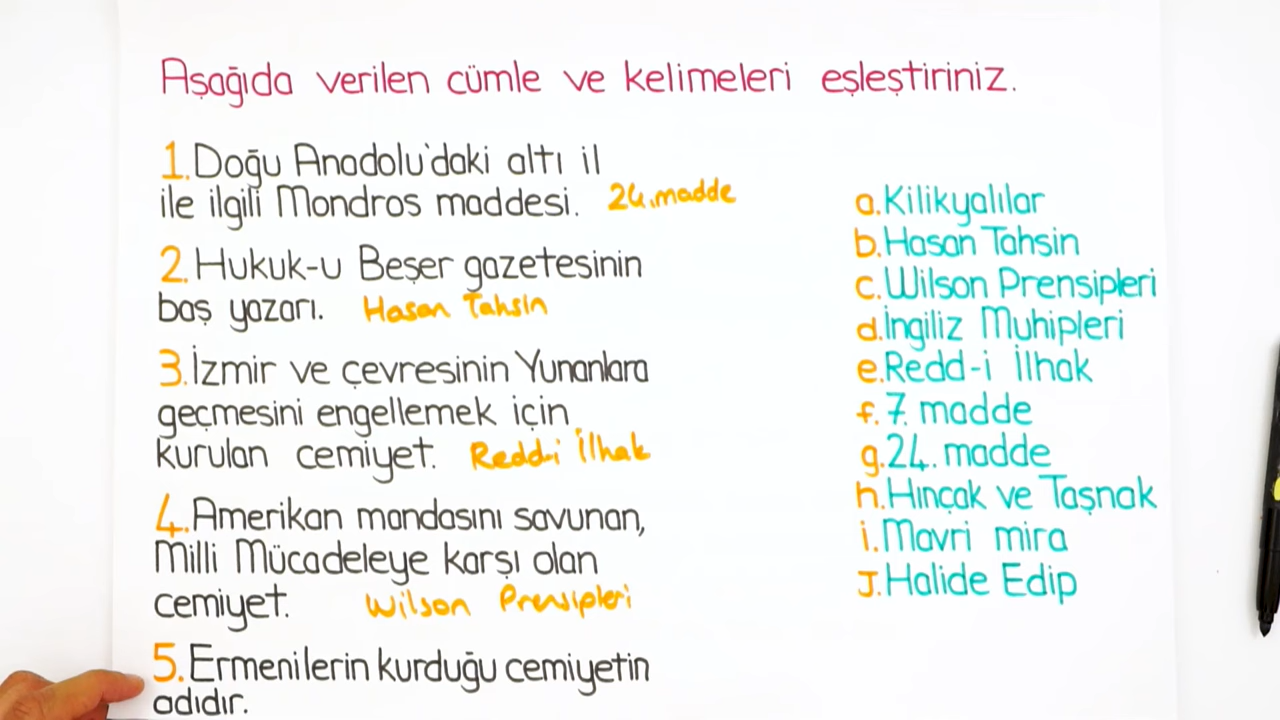 Aşağıda verilen cümle ve kelimeleri eşleştiriniz.
1.Doğu Anadolu'daki altı il
ile ilgili Mondros maddesi. 24.madde
2.Hukuk-u Beşer gazetesinin
baş yazarı. Hasan Tahsin
3.İzmir ve çevresinin Yunanlara
geçmesini engellemek için
kurulan cemiyet. Redd-i İlhak
4.Amerikan mandasını savunan,
Milli Mücadeleye karşı olan
cemiyet. Wilson Prensipleri
5.Ermenilerin kurduğu cemiyetin
adıdır.
a.Kilikyalılar
b.Hasan Tahsin
c.Wilson Prensipleri
d.İngiliz Muhipleri
e.Redd-i İlhak
f.7. madde
g.24. madde
h.Hınçak ve Taşnak
i.Mavri mira
J.Halide Edip